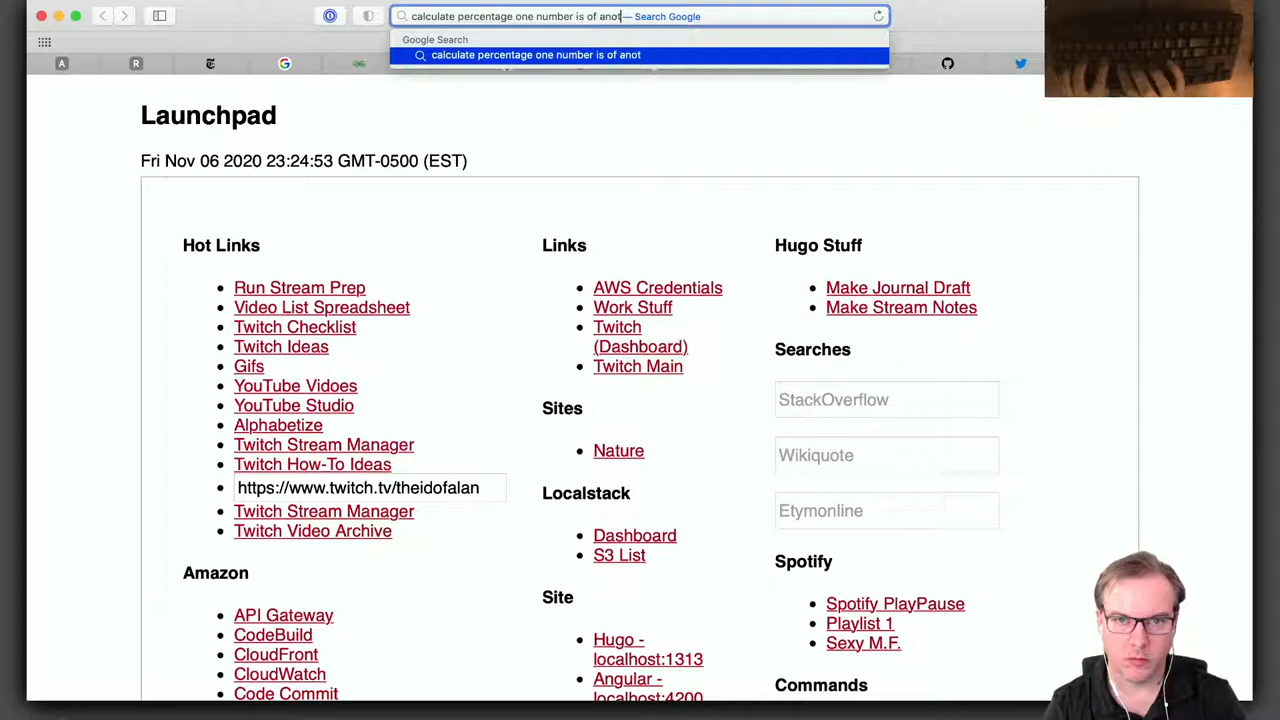 calculate percentage one number is of anot — Search Google
Google Search
calculate percentage one number is of anot
A
R
Launchpad
Fri Nov 06 2020 23:24:53 GMT-0500 (EST)
Hot Links
Run Stream Prep
Video List Spreadsheet
Twitch Checklist
Twitch Ideas
Gifs
YouTube Vidoes
YouTube Studio
Alphabetize
Twitch Stream Manager
Twitch How-To Ideas
https://www.twitch.tv/theidofalan
Twitch Stream Manager
Twitch Video Archive
Amazon
API Gateway
CodeBuild
CloudFront
CloudWatch
Code Commit
Links
AWS Credentials
Work Stuff
Twitch
(Dashboard)
Twitch Main
Sites
Nature
Localstack
Dashboard
S3 List
Site
Hugo -
localhost:1313
Angular -
localhost:4200
Hugo Stuff
Make Journal Draft
Make Stream Notes
Searches
StackOverflow
Wikiquote
Etymonline
Spotify
Spotify PlayPause
Playlist 1
Sexy M.F.
Commands